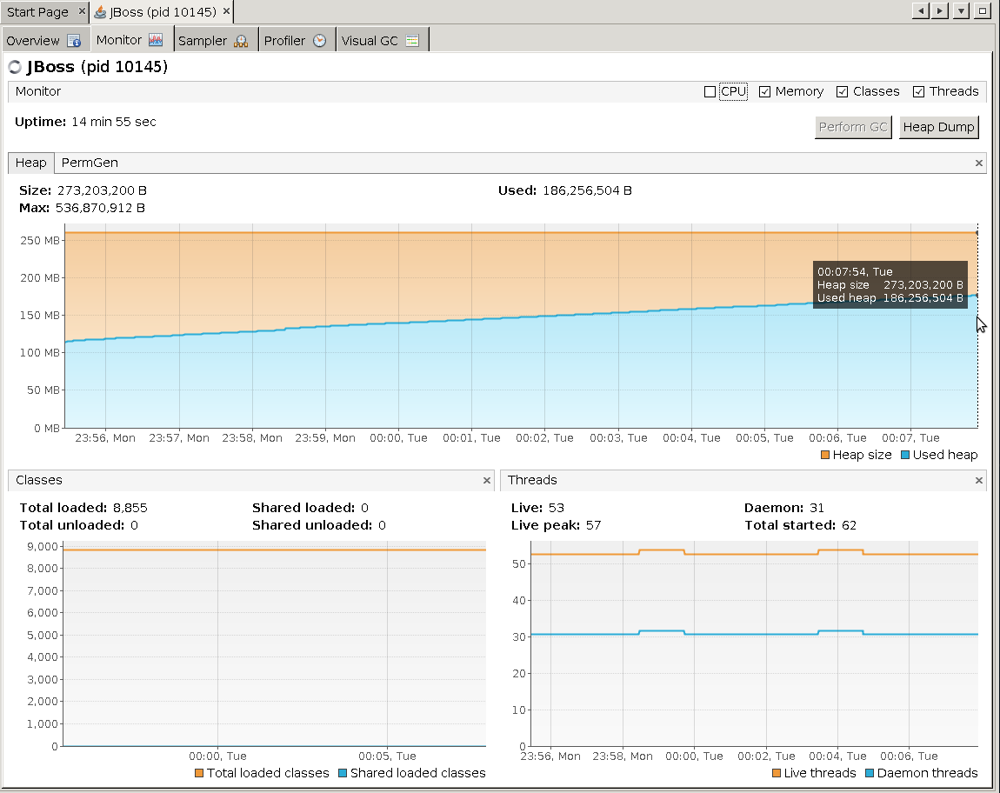 Start Page × JBoss (pid 10145) ×
Overview Monitor Sampler Profiler Visual GC
JBoss (pid 10145)
Monitor CPU Memory Classes Threads
Uptime: 14 min 55 sec
Perform GC Heap Dump
Heap PermGen ×
Size: 273,203,200 B Used: 186,256,504 B
Max: 536,870,912 B
250 MB
200 MB
150 MB
100 MB
50 MB
0 MB
00:07:54, Tue
Heap size 273,203,200 B
Used heap 186,256,504 B
23:56, Mon 23:57, Mon 23:58, Mon 23:59, Mon 00:00, Tue 00:01, Tue 00:02, Tue 00:03, Tue 00:04, Tue 00:05, Tue 00:06, Tue 00:07, Tue
Heap size Used heap
Classes ×
Total loaded: 8,855 Shared loaded: 0
Total unloaded: 0 Shared unloaded: 0
9,000
8,000
7,000
6,000
5,000
4,000
3,000
2,000
1,000
0
00:00, Tue 00:05, Tue
Total loaded classes Shared loaded classes
Threads ×
Live: 53 Daemon: 31
Live peak: 57 Total started: 62
50
40
30
20
10
0
23:56, Mon 23:58, Mon 00:00, Tue 00:02, Tue 00:04, Tue 00:06, Tue
Live threads Daemon threads